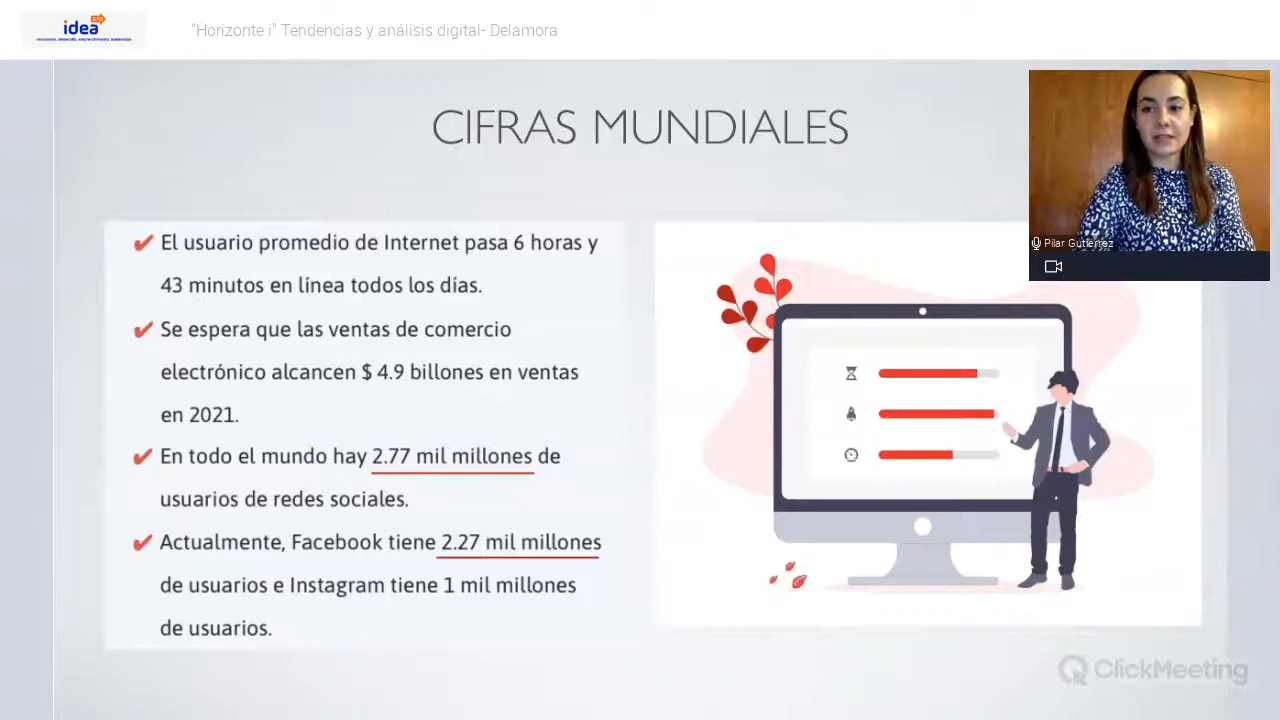 idea
GTO
"Horizonte i" Tendencias y análisis digital- Delamora
CIFRAS MUNDIALES
Pilar Gutiérrez
✔ El usuario promedio de Internet pasa 6 horas y
43 minutos en línea todos los días.
✔ Se espera que las ventas de comercio
electrónico alcancen $ 4.9 billones en ventas
en 2021.
✔ En todo el mundo hay 2.77 mil millones de
usuarios de redes sociales.
✔ Actualmente, Facebook tiene 2.27 mil millones
de usuarios e Instagram tiene 1 mil millones
de usuarios.
ClickMeeting